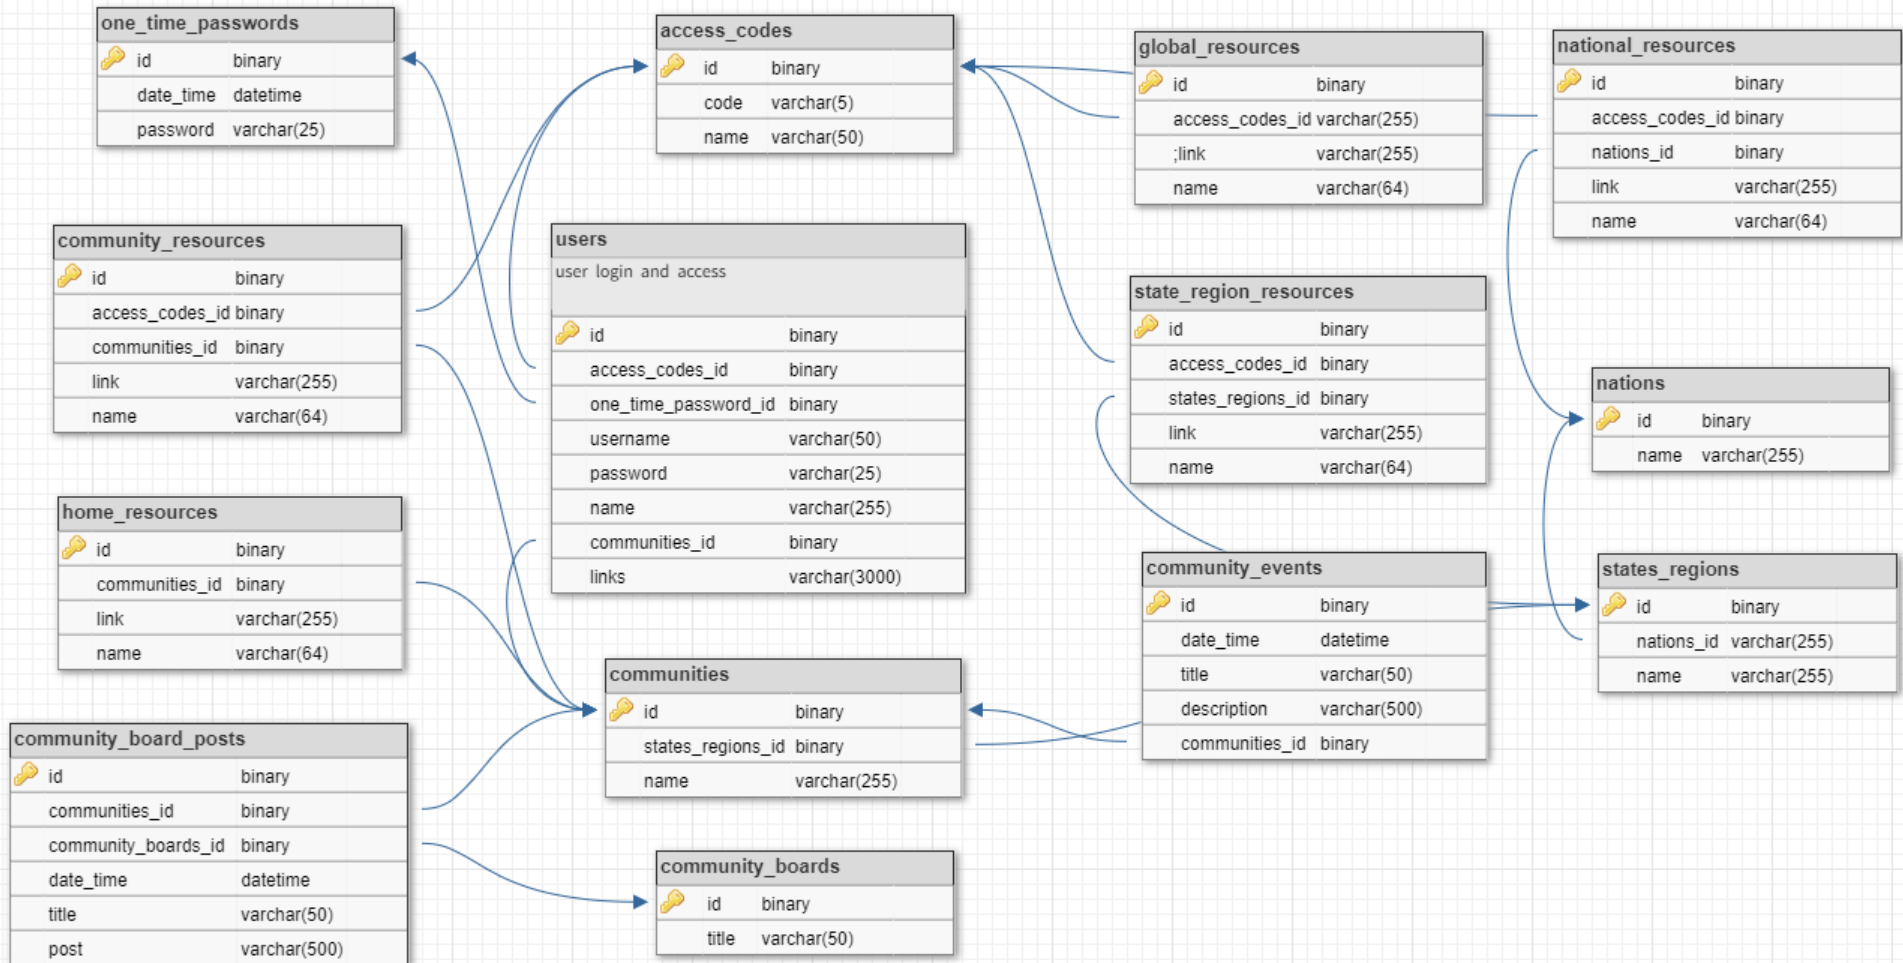 one_time_passwords
id binary
date_time datetime
password varchar(25)
access_codes
id binary
code varchar(5)
name varchar(50)
global_resources
id binary
access_codes_id varchar(255)
;link varchar(255)
name varchar(64)
national_resources
id binary
access_codes_id binary
nations_id binary
link varchar(255)
name varchar(64)
community_resources
id binary
access_codes_id binary
communities_id binary
link varchar(255)
name varchar(64)
users
user login and access
id binary
access_codes_id binary
one_time_password_id binary
username varchar(50)
password varchar(25)
name varchar(255)
communities_id binary
links varchar(3000)
state_region_resources
id binary
access_codes_id binary
states_regions_id binary
link varchar(255)
name varchar(64)
nations
id binary
name varchar(255)
home_resources
id binary
communities_id binary
link varchar(255)
name varchar(64)
community_events
id binary
date_time datetime
title varchar(50)
description varchar(500)
communities_id binary
states_regions
id binary
nations_id varchar(255)
name varchar(255)
communities
id binary
states_regions_id binary
name varchar(255)
community_board_posts
id binary
communities_id binary
community_boards_id binary
date_time datetime
title varchar(50)
post varchar(500)
community_boards
id binary
title varchar(50)